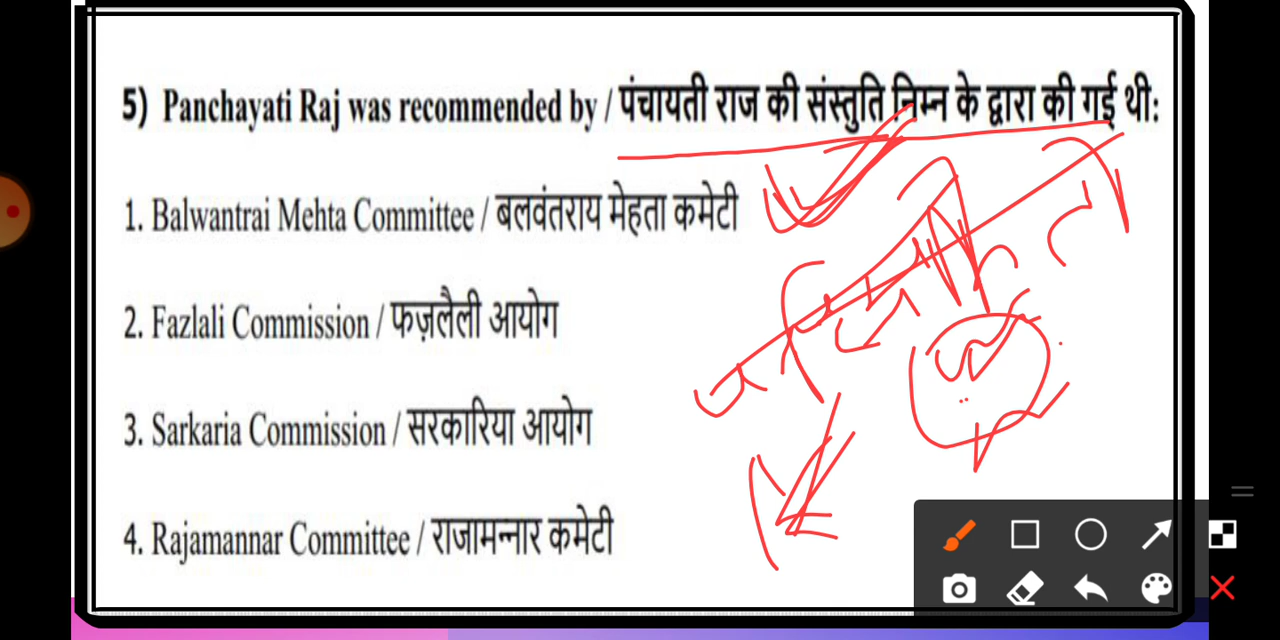 5) Panchayati Raj was recommended by / पंचायती राज की संस्तुति निम्न के द्वारा की गई थी:
1. Balwantrai Mehta Committee / बलवंतराय मेहता कमेटी
2. Fazlali Commission / फज़लैली आयोग
3. Sarkaria Commission / सरकारिया आयोग
4. Rajamannar Committee / राजामन्नार कमेटी